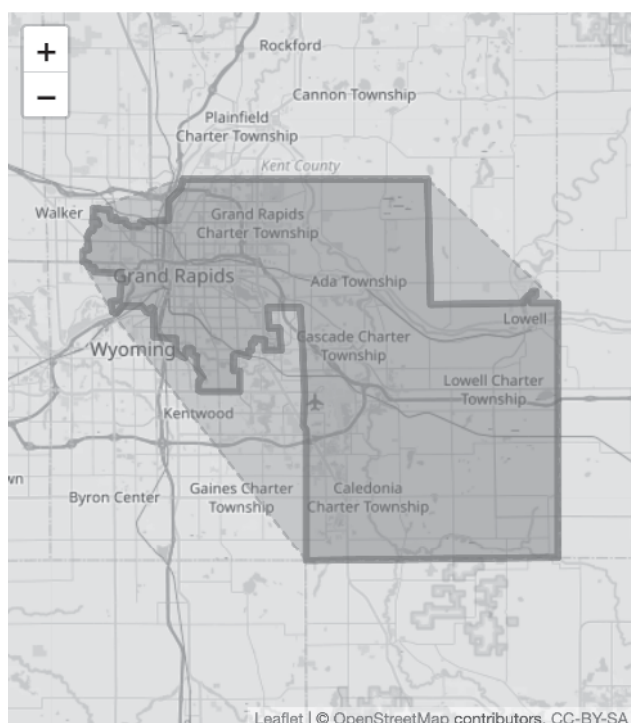 +
−
Rockford
Cannon Township
Plainfield
Charter Township
Kent County
Walker
Grand Rapids
Charter Township
Grand Rapids
Ada Township
Lowell
Cascade Charter
Township
Wyoming
Lowell Charter
Township
Kentwood
wn
Byron Center
Gaines Charter
Township
Caledonia
Charter Township
Leaflet | © OpenStreetMap contributors, CC-BY-SA